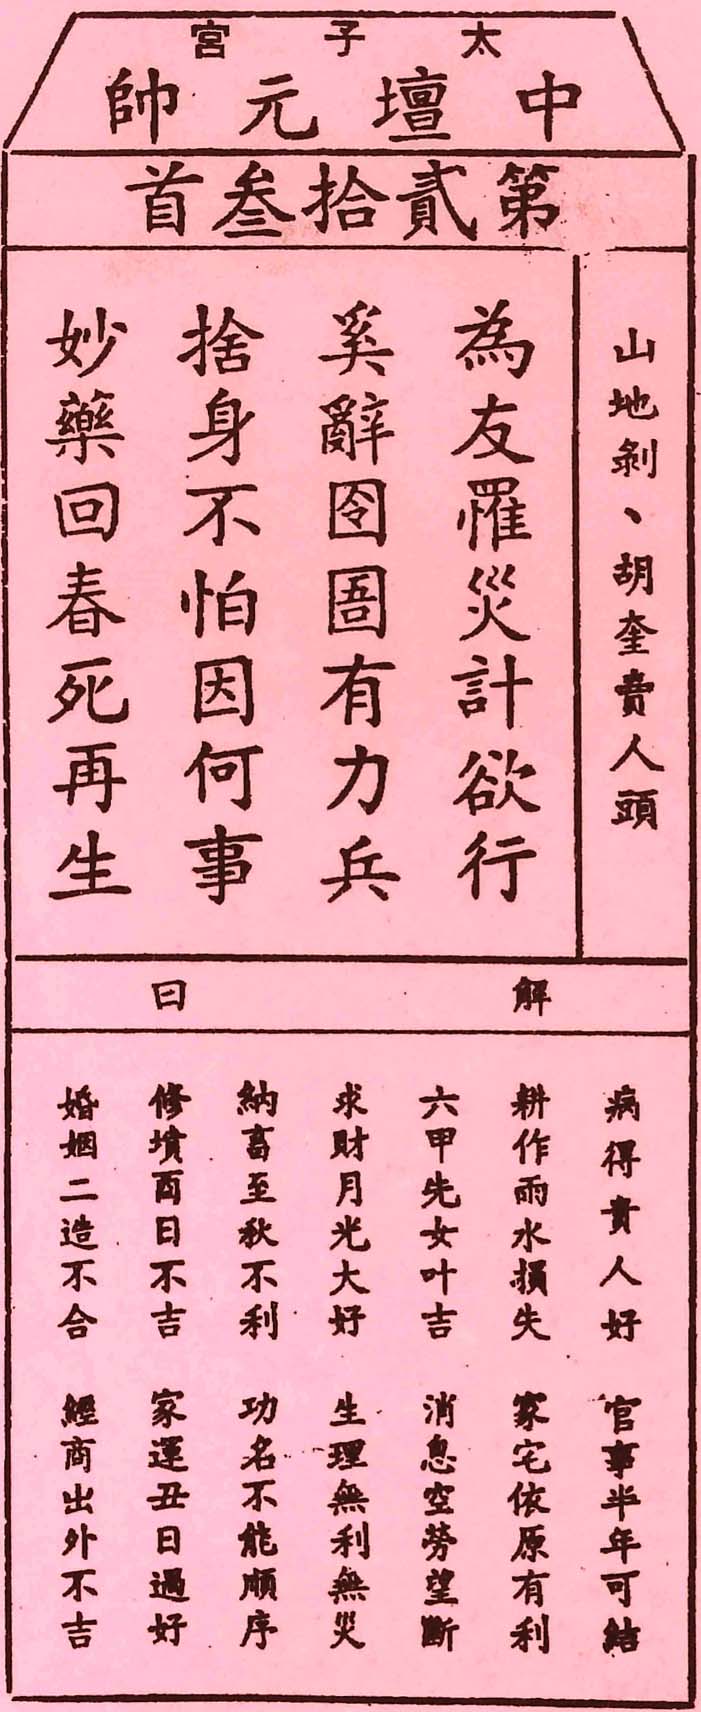 太子宮
中壇元帥
第貳拾叁首
山地剝、胡奎賣人頭
為友罹災計欲行
奚辭囹圄有力兵
捨身不怕因何事
妙藥回春死再生
解曰
病得貴人好 官事半年可結
耕作雨水損失 家宅依原有利
六甲先女叶吉 消息空勞望斷
求財月光大好 生理無利無災
納畜至秋不利 功名不能順序
修墳酉日不吉 家運丑日過好
婚姻二造不合 經商出外不吉